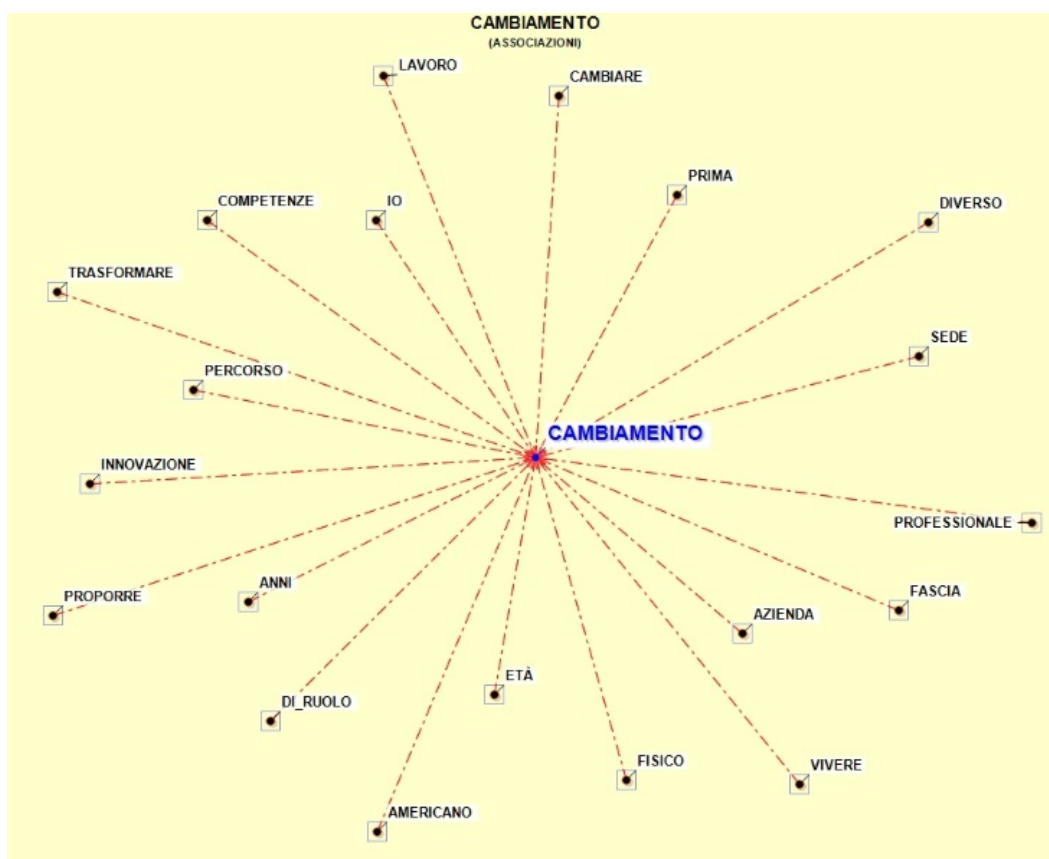 CAMBIAMENTO
(ASSOCIAZIONI)
LAVORO
CAMBIARE
PRIMA
COMPETENZE
IO
DIVERSO
TRASFORMARE
SEDE
PERCORSO
CAMBIAMENTO
INNOVAZIONE
PROFESSIONALE
ANNI
PROPORRE
FASCIA
AZIENDA
ETÀ
DI_RUOLO
FISICO
VIVERE
AMERICANO